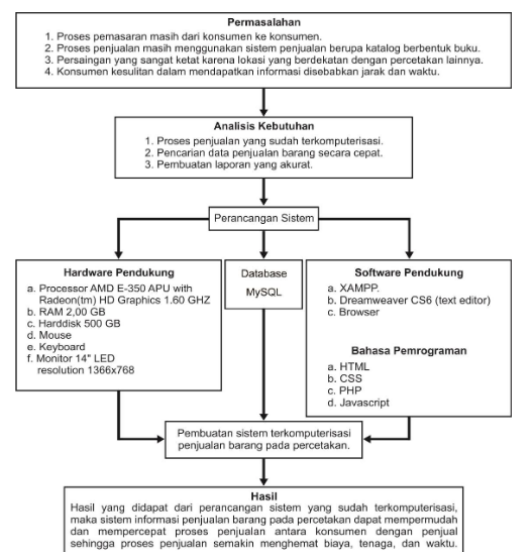 Permasalahan
1. Proses pemasaran masih dari konsumen ke konsumen.
2. Proses penjualan masih menggunakan sistem penjualan berupa katalog berbentuk buku.
3. Persaingan yang sangat ketat karena lokasi yang berdekatan dengan percetakan lainnya.
4. Konsumen kesulitan dalam mendapatkan informasi disebabkan jarak dan waktu.
Analisis Kebutuhan
1. Proses penjualan yang sudah terkomputerisasi.
2. Pencarian data penjualan barang secara cepat.
3. Pembuatan laporan yang akurat.
Perancangan Sistem
Hardware Pendukung
a. Processor AMD E-350 APU with
Radeon(tm) HD Graphics 1.60 GHZ
b. RAM 2,00 GB
c. Harddisk 500 GB
d. Mouse
e. Keyboard
f. Monitor 14" LED
resolution 1366x768
Database
MySQL
Software Pendukung
a. XAMPP.
b. Dreamweaver CS6 (text editor)
c. Browser
Bahasa Pemrograman
a. HTML
b. CSS
c. PHP
d. Javascript
Pembuatan sistem terkomputerisasi
penjualan barang pada percetakan.
Hasil
Hasil yang didapat dari perancangan sistem yang sudah terkomputerisasi,
maka sistem informasi penjualan barang pada percetakan dapat mempermudah
dan mempercepat proses penjualan antara konsumen dengan penjual
sehingga proses penjualan semakin menghemat biaya, tenaga, dan waktu.